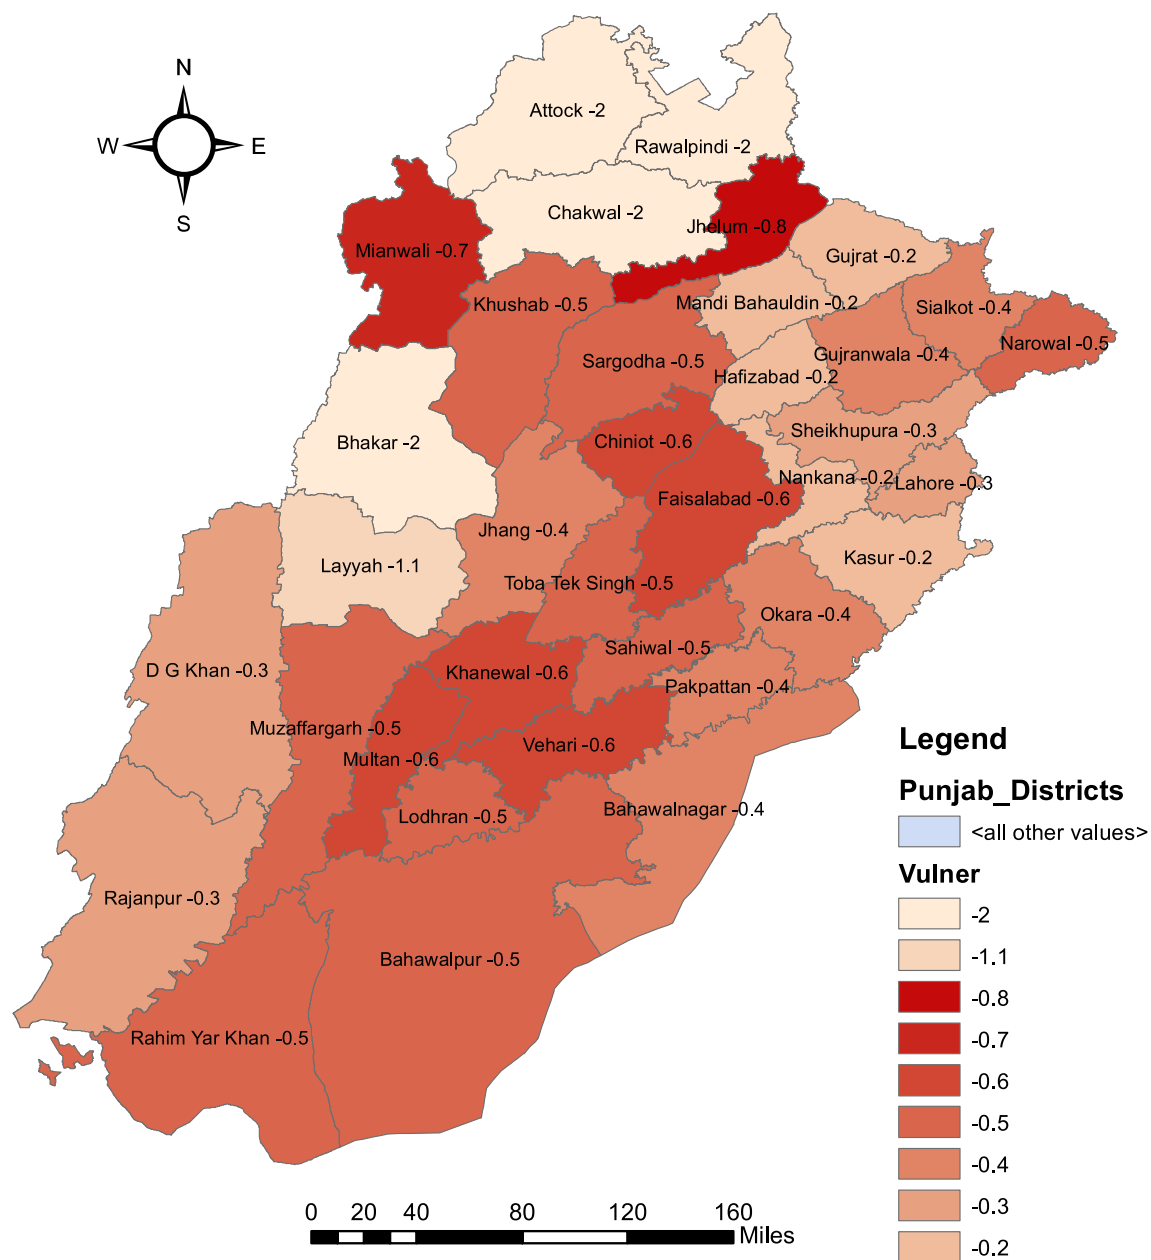 N
W
E
S
Attock -2
Rawalpindi -2
Chakwal -2
Jhelum -0.8
Mianwali -0.7
Gujrat -0.2
Khushab -0.5
Mandi Bahauldin -0.2
Sialkot -0.4
Narowal -0.5
Sargodha -0.5
Gujranwala -0.4
Hafizabad -0.2
Bhakar -2
Chiniot -0.6
Sheikhupura -0.3
Nankana -0.2
Lahore -0.3
Faisalabad -0.6
Jhang -0.4
Layyah -1.1
Kasur -0.2
Toba Tek Singh -0.5
Okara -0.4
Sahiwal -0.5
D G Khan -0.3
Khanewal -0.6
Pakpattan -0.4
Muzaffargarh -0.5
Vehari -0.6
Multan -0.6
Lodhran -0.5
Bahawalnagar -0.4
Rajanpur -0.3
Bahawalpur -0.5
Rahim Yar Khan -0.5
Legend
Punjab_Districts
<all other values>
Vulner
-2
-1.1
-0.8
-0.7
-0.6
-0.5
-0.4
-0.3
-0.2
0 20 40 80 120 160
Miles